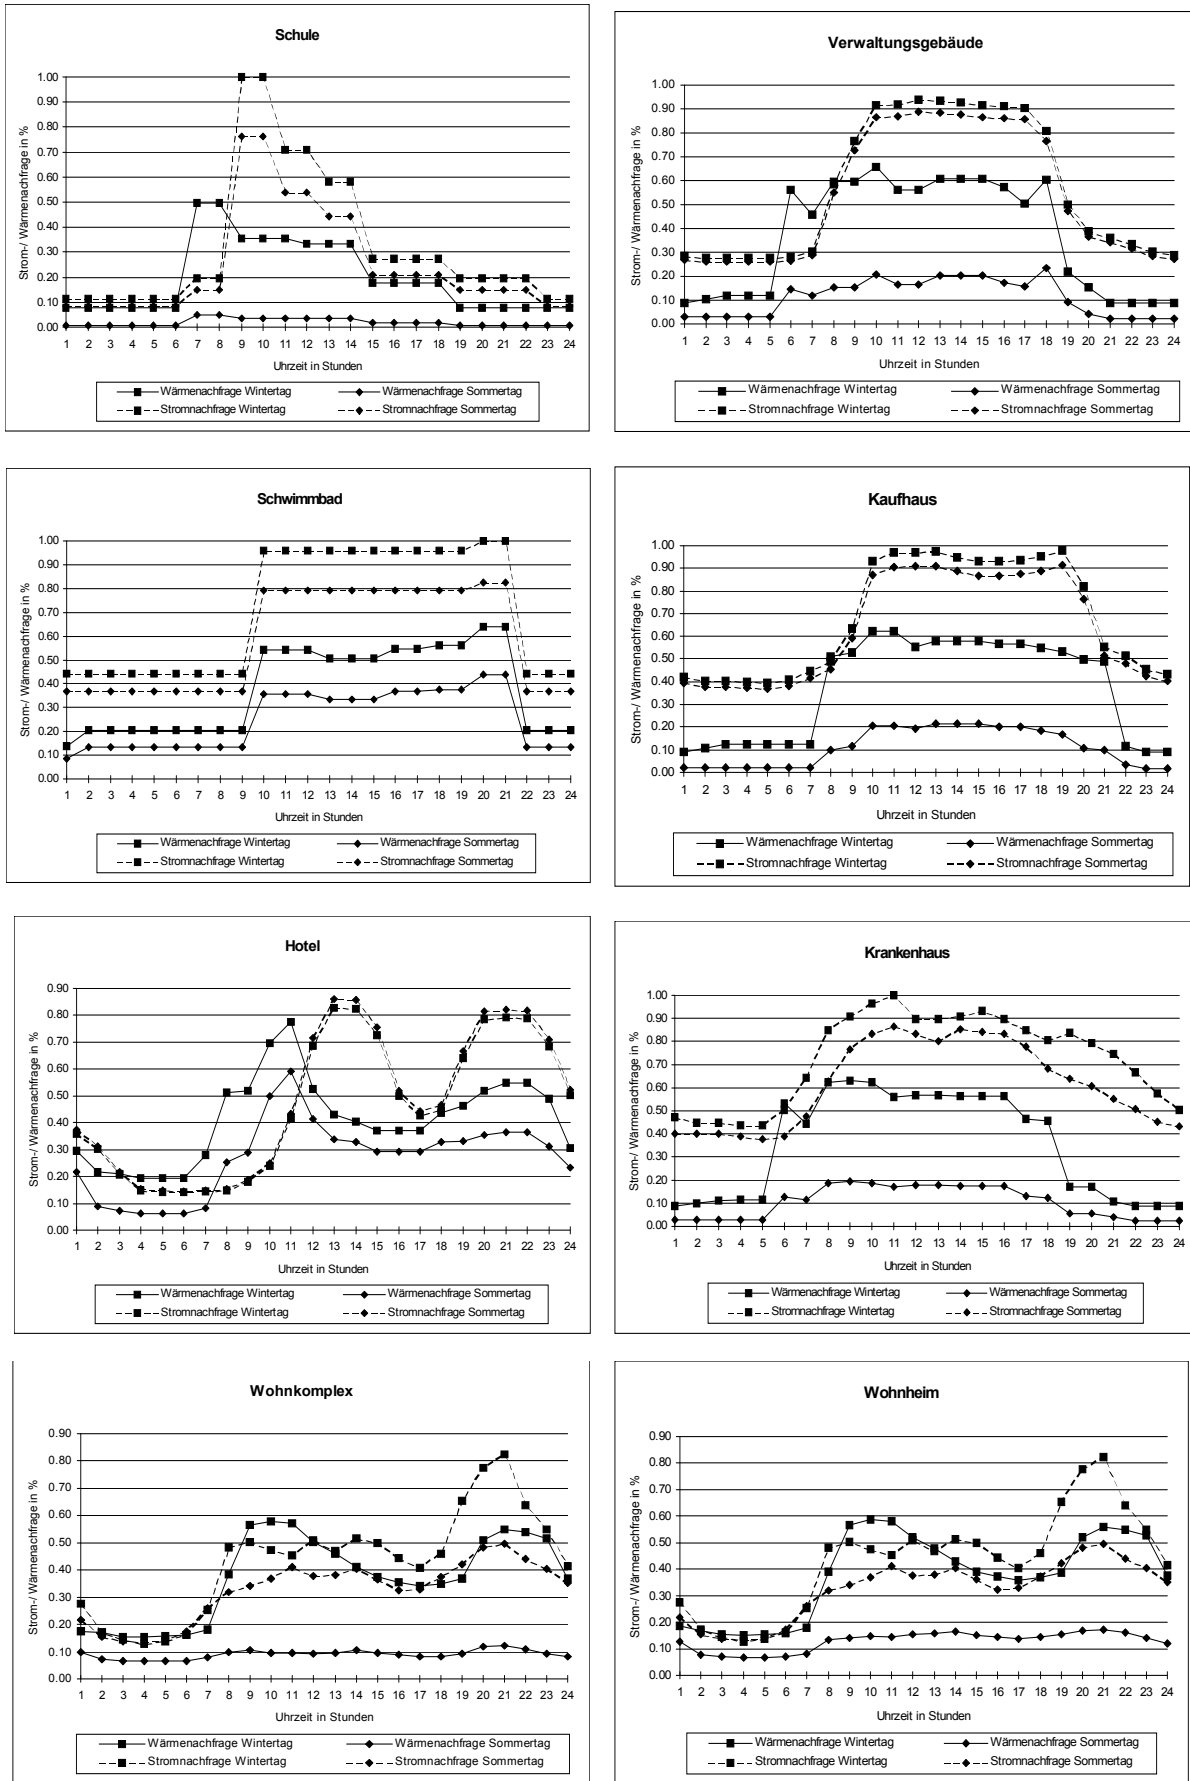 Schule
Strom-/ Wärmenachfrage in %
1.00
0.90
0.80
0.70
0.60
0.50
0.40
0.30
0.20
0.10
0.00
1 2 3 4 5 6 7 8 9 10 11 12 13 14 15 16 17 18 19 20 21 22 23 24
Uhrzeit in Stunden
Wärmenachfrage Wintertag Wärmenachfrage Sommertag
Stromnachfrage Wintertag Stromnachfrage Sommertag
Verwaltungsgebäude
Strom-/ Wärmenachfrage in %
1.00
0.90
0.80
0.70
0.60
0.50
0.40
0.30
0.20
0.10
0.00
1 2 3 4 5 6 7 8 9 10 11 12 13 14 15 16 17 18 19 20 21 22 23 24
Uhrzeit in Stunden
Wärmenachfrage Wintertag Wärmenachfrage Sommertag
Stromnachfrage Wintertag Stromnachfrage Sommertag
Schwimmbad
Strom-/ Wärmenachfrage in %
1.00
0.90
0.80
0.70
0.60
0.50
0.40
0.30
0.20
0.10
0.00
1 2 3 4 5 6 7 8 9 10 11 12 13 14 15 16 17 18 19 20 21 22 23 24
Uhrzeit in Stunden
Wärmenachfrage Wintertag Wärmenachfrage Sommertag
Stromnachfrage Wintertag Stromnachfrage Sommertag
Kaufhaus
Strom-/ Wärmenachfrage in %
1.00
0.90
0.80
0.70
0.60
0.50
0.40
0.30
0.20
0.10
0.00
1 2 3 4 5 6 7 8 9 10 11 12 13 14 15 16 17 18 19 20 21 22 23 24
Uhrzeit in Stunden
Wärmenachfrage Wintertag Wärmenachfrage Sommertag
Stromnachfrage Wintertag Stromnachfrage Sommertag
Hotel
Strom-/ Wärmenachfrage in %
0.90
0.80
0.70
0.60
0.50
0.40
0.30
0.20
0.10
0.00
1 2 3 4 5 6 7 8 9 10 11 12 13 14 15 16 17 18 19 20 21 22 23 24
Uhrzeit in Stunden
Wärmenachfrage Wintertag Wärmenachfrage Sommertag
Stromnachfrage Wintertag Stromnachfrage Sommertag
Krankenhaus
Strom-/ Wärmenachfrage in %
1.00
0.90
0.80
0.70
0.60
0.50
0.40
0.30
0.20
0.10
0.00
1 2 3 4 5 6 7 8 9 10 11 12 13 14 15 16 17 18 19 20 21 22 23 24
Uhrzeit in Stunden
Wärmenachfrage Wintertag Wärmenachfrage Sommertag
Stromnachfrage Wintertag Stromnachfrage Sommertag
Wohnkomplex
Strom-/ Wärmenachfrage in %
0.90
0.80
0.70
0.60
0.50
0.40
0.30
0.20
0.10
0.00
1 2 3 4 5 6 7 8 9 10 11 12 13 14 15 16 17 18 19 20 21 22 23 24
Uhrzeit in Stunden
Wärmenachfrage Wintertag Wärmenachfrage Sommertag
Stromnachfrage Wintertag Stromnachfrage Sommertag
Wohnheim
Strom-/ Wärmenachfrage in %
0.90
0.80
0.70
0.60
0.50
0.40
0.30
0.20
0.10
0.00
1 2 3 4 5 6 7 8 9 10 11 12 13 14 15 16 17 18 19 20 21 22 23 24
Uhrzeit in Stunden
Wärmenachfrage Wintertag Wärmenachfrage Sommertag
Stromnachfrage Wintertag Stromnachfrage Sommertag